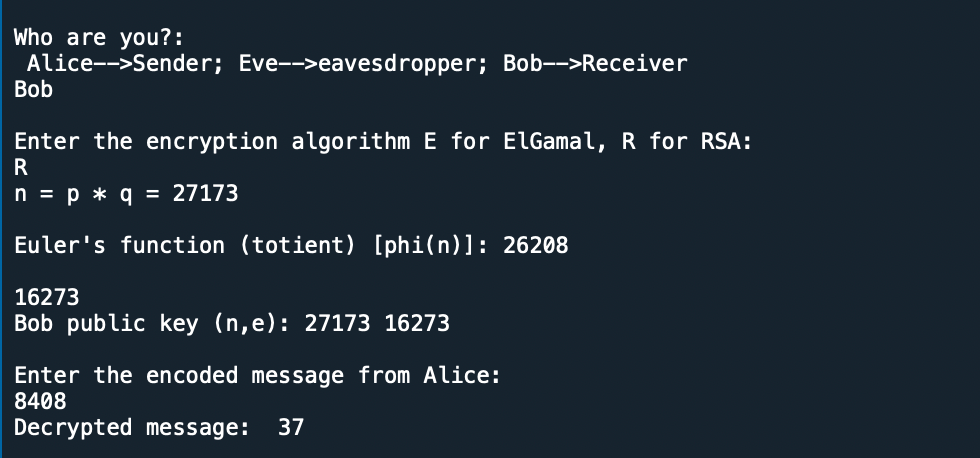 Who are you?:
Alice-->Sender; Eve-->eavesdropper; Bob-->Receiver
Bob
Enter the encryption algorithm E for ElGamal, R for RSA:
R
n = p * q = 27173
Euler's function (totient) [phi(n)]: 26208
16273
Bob public key (n,e): 27173 16273
Enter the encoded message from Alice:
8408
Decrypted message:  37